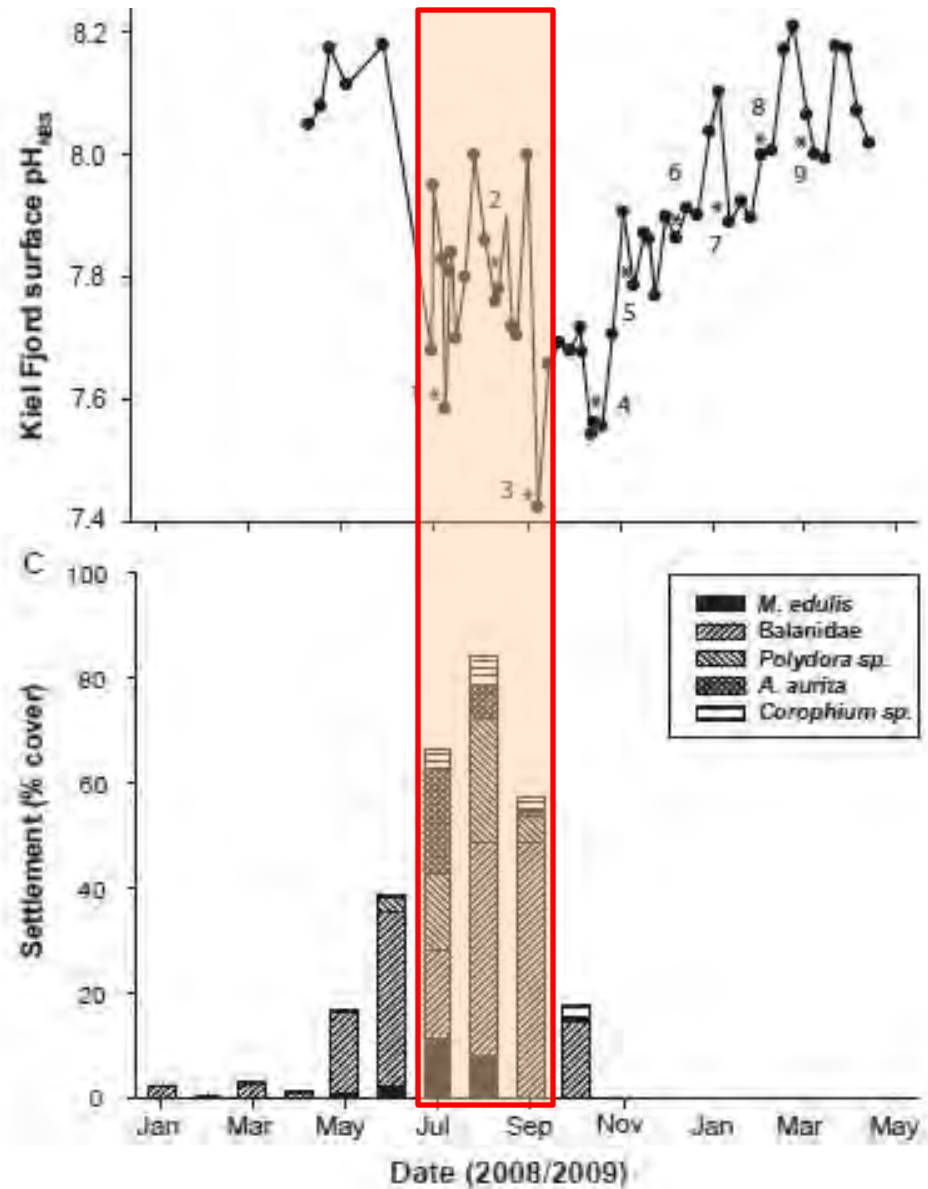 Kiel Fjord surface pHNBS
8.2
8.0
7.8
7.6
7.4
2
3
4
5
6
7
8
9
C
Settlement (% cover)
100
80
60
40
20
0
M. edulis
Balanidae
Polydora sp.
A. aurita
Corophium sp.
Jan Mar May Jul Sep Nov Jan Mar May
Date (2008/2009)